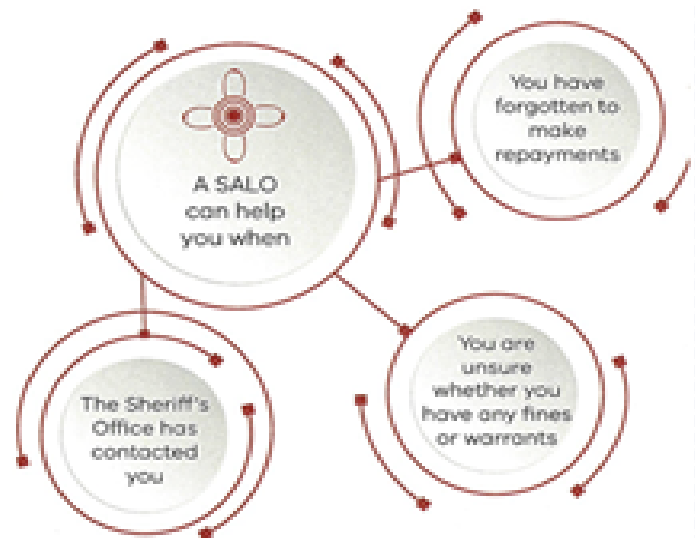 A SALO
can help
you when
You have
forgotten to
make
repayments
You are
unsure
whether you
have any fines
or warrants
The Sheriff's
Office has
contacted
you